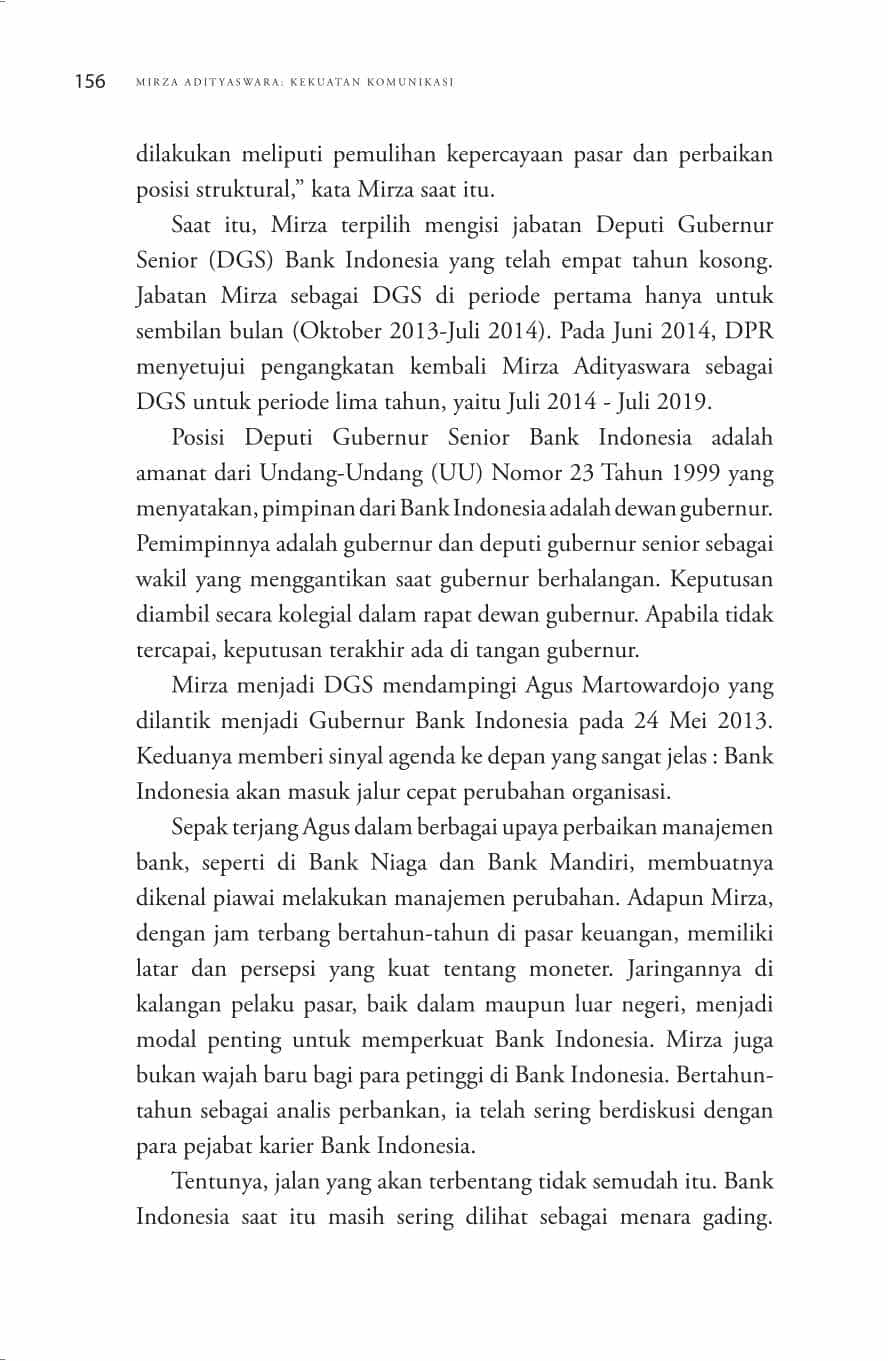 156 MIRZA ADITYASWARA: KEKUATAN KOMUNIKASI
dilakukan meliputi pemulihan kepercayaan pasar dan perbaikan
posisi struktural,” kata Mirza saat itu.
Saat itu, Mirza terpilih mengisi jabatan Deputi Gubernur
Senior (DGS) Bank Indonesia yang telah empat tahun kosong.
Jabatan Mirza sebagai DGS di periode pertama hanya untuk
sembilan bulan (Oktober 2013-Juli 2014). Pada Juni 2014, DPR
menyetujui pengangkatan kembali Mirza Adityaswara sebagai
DGS untuk periode lima tahun, yaitu Juli 2014 - Juli 2019.
Posisi Deputi Gubernur Senior Bank Indonesia adalah
amanat dari Undang-Undang (UU) Nomor 23 Tahun 1999 yang
menyatakan, pimpinan dari Bank Indonesia adalah dewan gubernur.
Pemimpinnya adalah gubernur dan deputi gubernur senior sebagai
wakil yang menggantikan saat gubernur berhalangan. Keputusan
diambil secara kolegial dalam rapat dewan gubernur. Apabila tidak
tercapai, keputusan terakhir ada di tangan gubernur.
Mirza menjadi DGS mendampingi Agus Martowardojo yang
dilantik menjadi Gubernur Bank Indonesia pada 24 Mei 2013.
Keduanya memberi sinyal agenda ke depan yang sangat jelas : Bank
Indonesia akan masuk jalur cepat perubahan organisasi.
Sepak terjang Agus dalam berbagai upaya perbaikan manajemen
bank, seperti di Bank Niaga dan Bank Mandiri, membuatnya
dikenal piawai melakukan manajemen perubahan. Adapun Mirza,
dengan jam terbang bertahun-tahun di pasar keuangan, memiliki
latar dan persepsi yang kuat tentang moneter. Jaringannya di
kalangan pelaku pasar, baik dalam maupun luar negeri, menjadi
modal penting untuk memperkuat Bank Indonesia. Mirza juga
bukan wajah baru bagi para petinggi di Bank Indonesia. Bertahun-
tahun sebagai analis perbankan, ia telah sering berdiskusi dengan
para pejabat karier Bank Indonesia.
Tentunya, jalan yang akan terbentang tidak semudah itu. Bank
Indonesia saat itu masih sering dilihat sebagai menara gading.